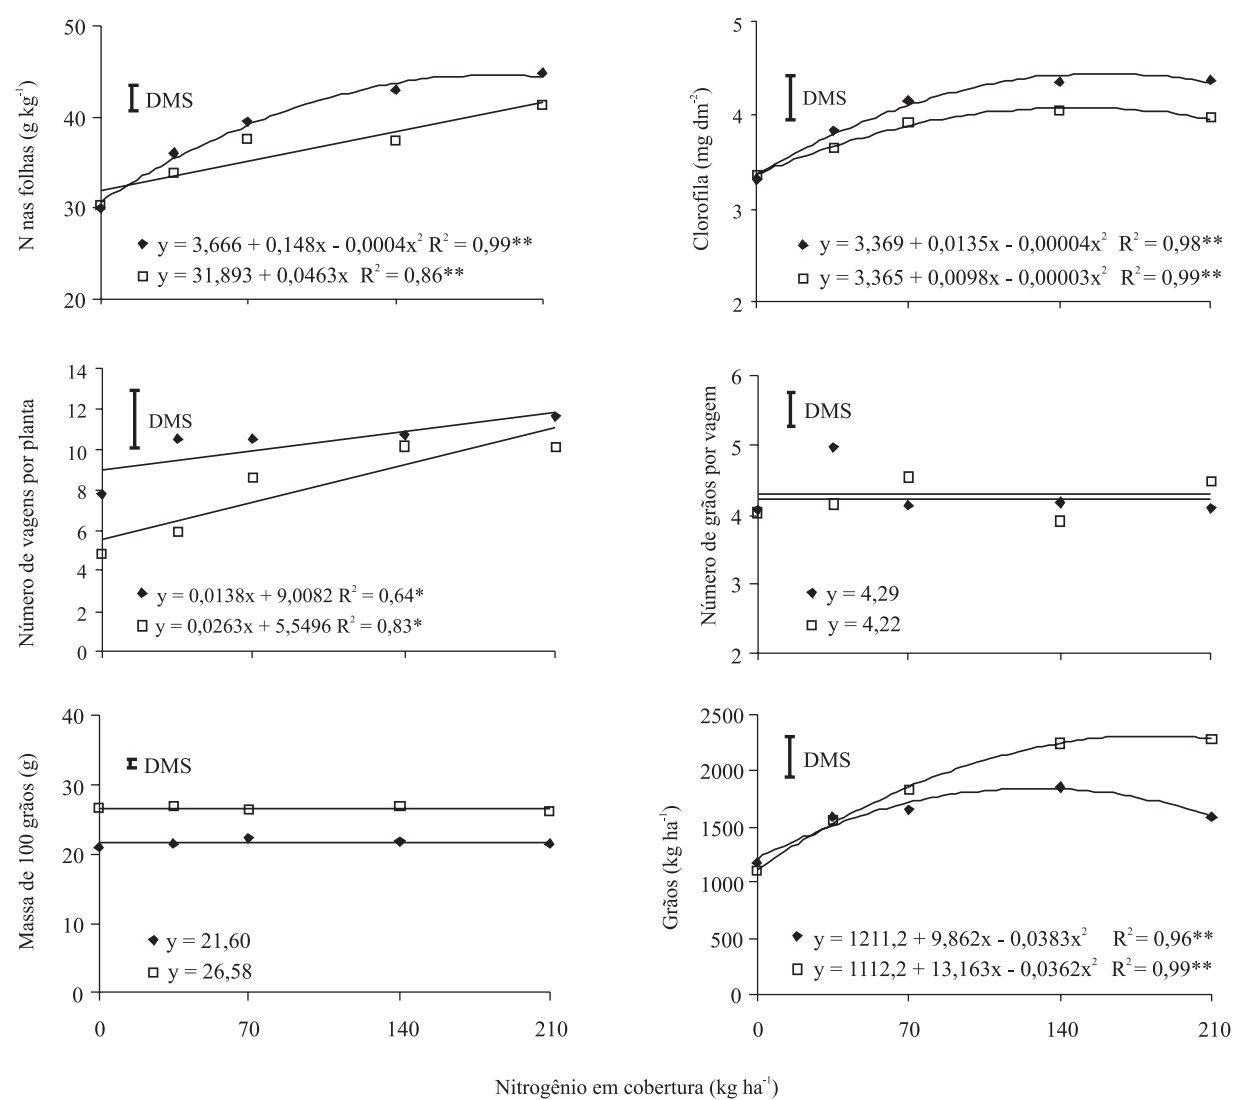 N nas folhas (g kg⁻¹)
50
40
30
20
DMS
y = 3,666 + 0,148x - 0,0004x² R² = 0,99**
y = 31,893 + 0,0463x R² = 0,86**
Clorofila (mg dm⁻²)
5
4
3
2
DMS
y = 3,369 + 0,0135x - 0,00004x² R² = 0,98**
y = 3,365 + 0,0098x - 0,00003x² R² = 0,99**
Número de vagens por planta
14
12
10
8
6
4
2
0
DMS
y = 0,0138x + 9,0082 R² = 0,64*
y = 0,0263x + 5,5496 R² = 0,83*
Número de grãos por vagem
6
5
4
3
2
DMS
y = 4,29
y = 4,22
Massa de 100 grãos (g)
40
30
20
10
0
DMS
y = 21,60
y = 26,58
0 70 140 210
Grãos (kg ha⁻¹)
2500
2000
1500
1000
500
0
DMS
y = 1211,2 + 9,862x - 0,0383x² R² = 0,96**
y = 1112,2 + 13,163x - 0,0362x² R² = 0,99**
0 70 140 210
Nitrogênio em cobertura (kg ha⁻¹)